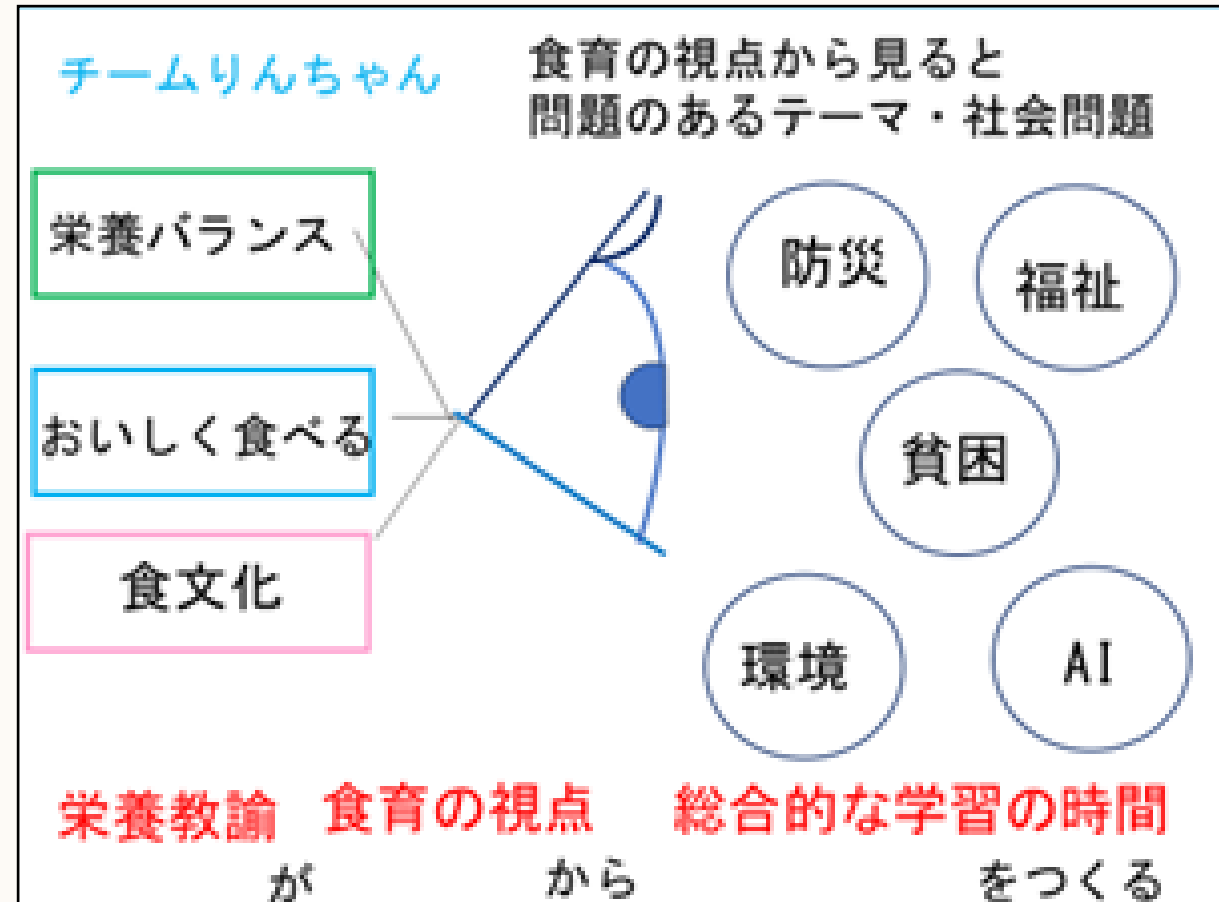 チームりんちゃん
食育の視点から見ると
問題のあるテーマ・社会問題
栄養バランス
おいしく食べる
食文化
防災
福祉
貧困
環境
AI
栄養教諭 食育の視点 総合的な学習の時間
が から をつくる